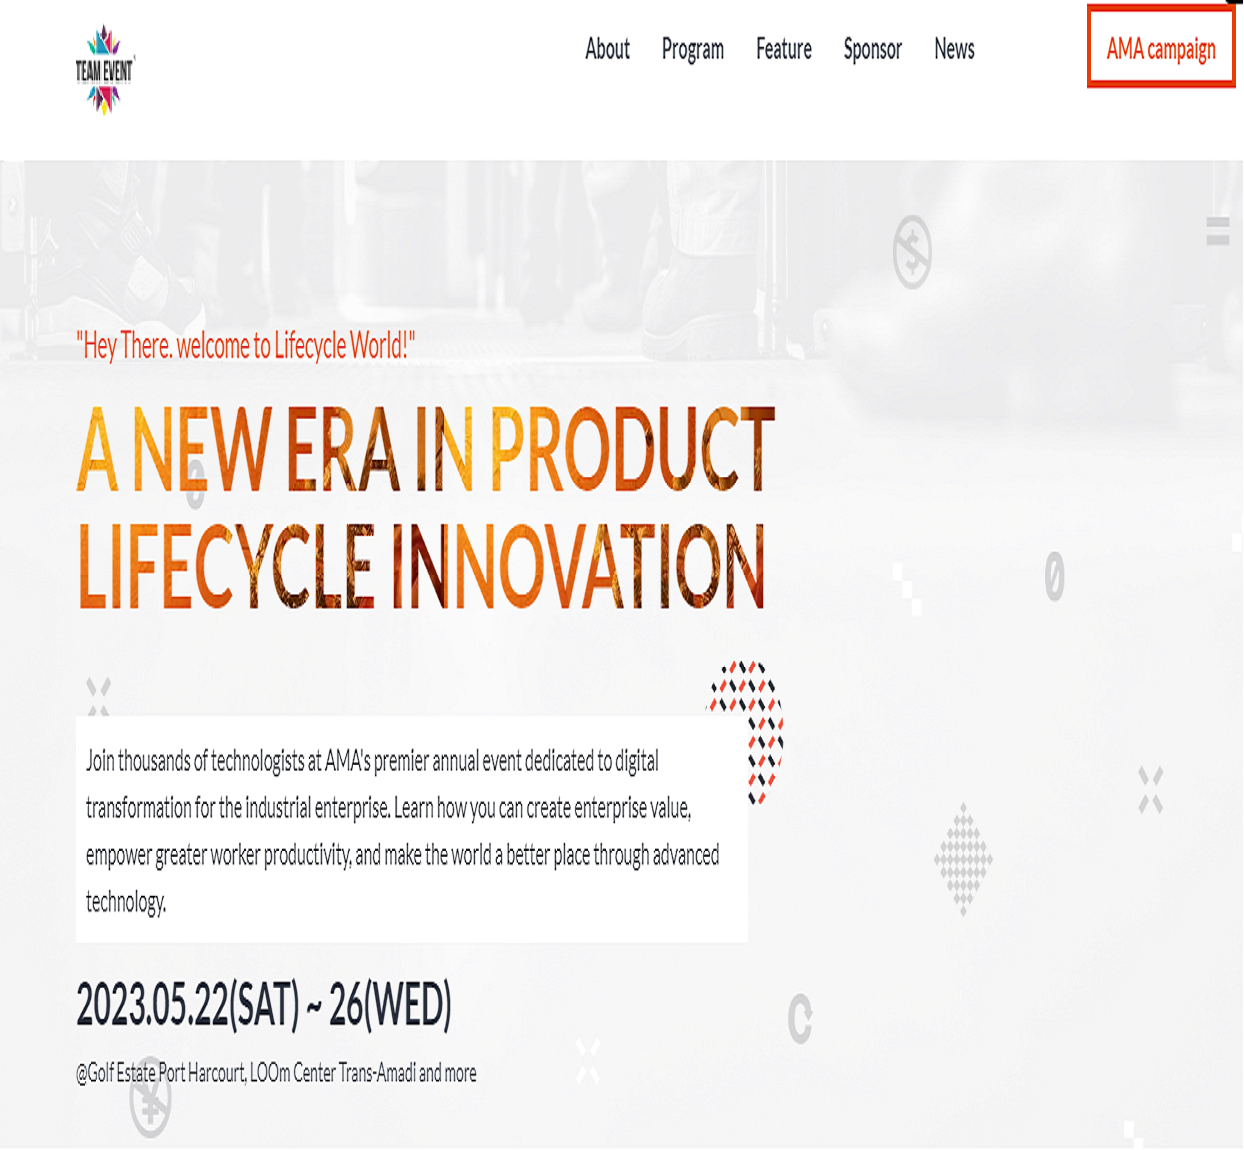 TEAM EVENT
About Program Feature Sponsor News
AMA campaign
"Hey There. welcome to Lifecycle World!"
A NEW ERA IN PRODUCT
LIFECYCLE INNOVATION
Join thousands of technologists at AMA's premier annual event dedicated to digital
transformation for the industrial enterprise. Learn how you can create enterprise value,
empower greater worker productivity, and make the world a better place through advanced
technology.
2023.05.22(SAT) ~ 26(WED)
@Golf Estate Port Harcourt, LOOm Center Trans-Amadi and more